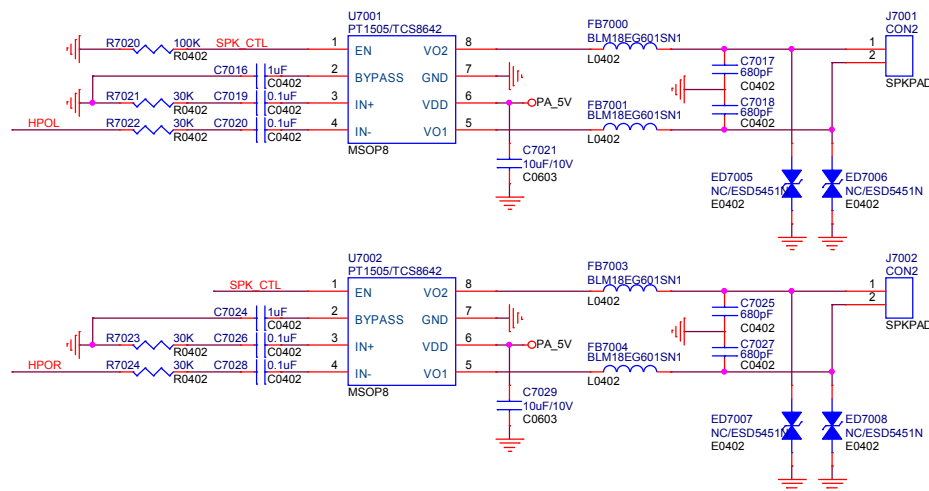 U7001
PT1505/TCS8642
FB7000
BLM18EG601SN1
L0402
J7001
CON2
1
2
SPKPAD
R7020
100K
R0402
SPK_CTL
1
EN
VO2
8
C7016
1uF
C0402
2
BYPASS
GND
7
C7017
680pF
C0402
R7021
30K
R0402
C7019
0.1uF
C0402
3
IN+
VDD
6
PA_5V
FB7001
BLM18EG601SN1
L0402
C7018
680pF
C0402
HPOL
R7022
30K
R0402
C7020
0.1uF
C0402
4
IN-
VO1
5
MSOP8
C7021
10uF/10V
C0603
ED7005
NC/ESD5451N
E0402
ED7006
NC/ESD5451N
E0402
U7002
PT1505/TCS8642
FB7003
BLM18EG601SN1
L0402
J7002
CON2
1
2
SPKPAD
SPK_CTL
1
EN
VO2
8
C7024
1uF
C0402
2
BYPASS
GND
7
C7025
680pF
C0402
R7023
30K
R0402
C7026
0.1uF
C0402
3
IN+
VDD
6
PA_5V
FB7004
BLM18EG601SN1
L0402
C7027
680pF
C0402
HPOR
R7024
30K
R0402
C7028
0.1uF
C0402
4
IN-
VO1
5
MSOP8
C7029
10uF/10V
C0603
ED7007
NC/ESD5451N
E0402
ED7008
NC/ESD5451N
E0402